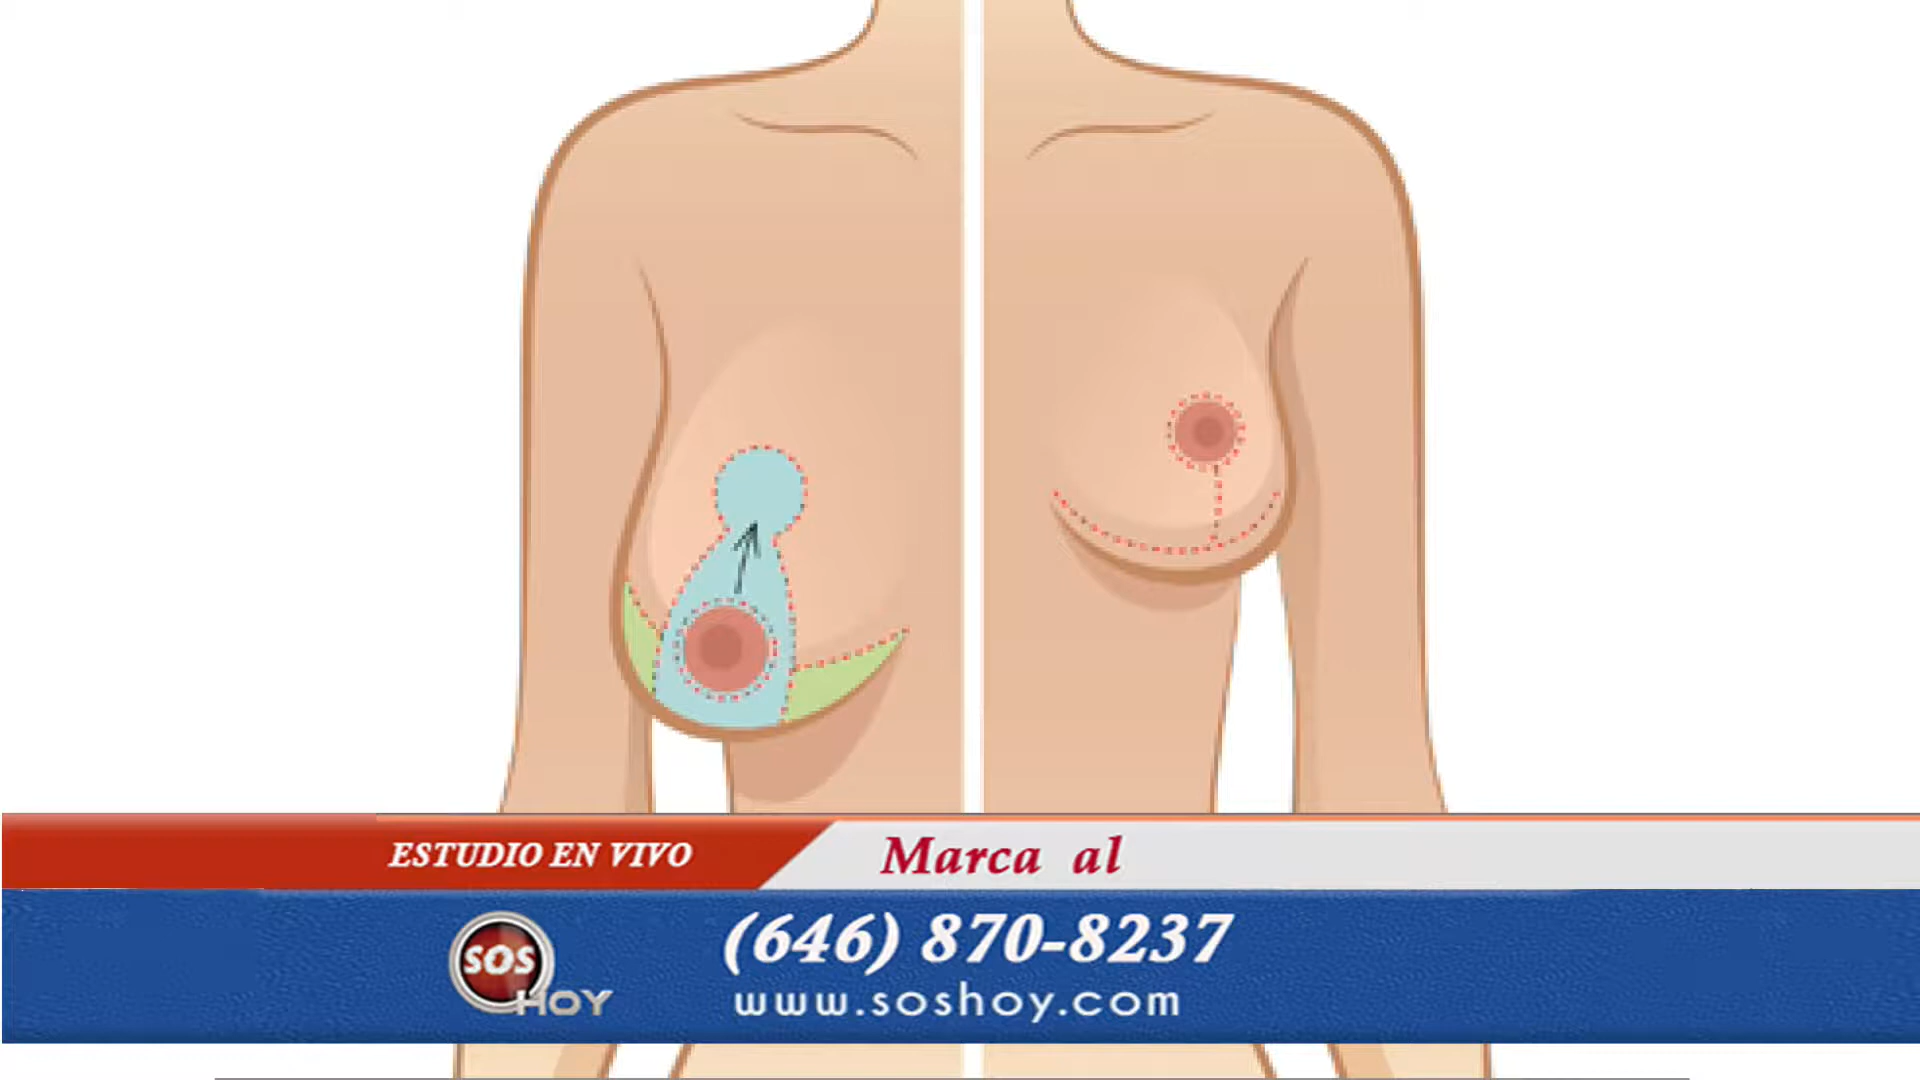 ESTUDIO EN VIVO
Marca al
(646) 870-8237
SOS
HOY
www.soshoy.com